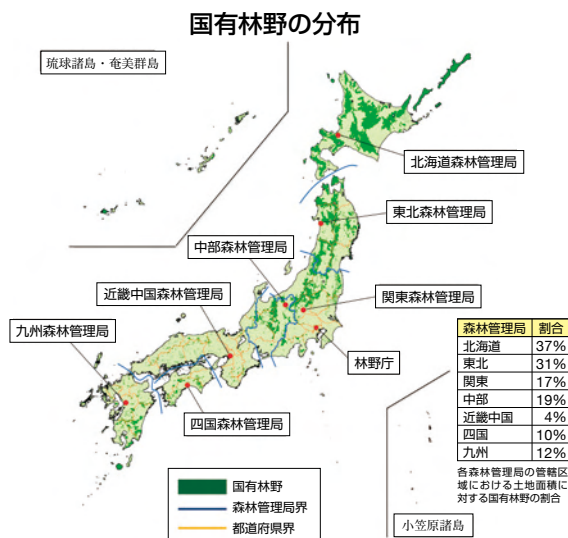 国有林野の分布
琉球諸島・奄美群島
北海道森林管理局
東北森林管理局
中部森林管理局
近畿中国森林管理局
関東森林管理局
九州森林管理局
林野庁
四国森林管理局
森林管理局 割合
北海道 37%
東北 31%
関東 17%
中部 19%
近畿中国 4%
四国 10%
九州 12%
各森林管理局の管轄区
域における土地面積に
対する国有林野の割合
国有林野
森林管理局界
都道府県界
小笠原諸島